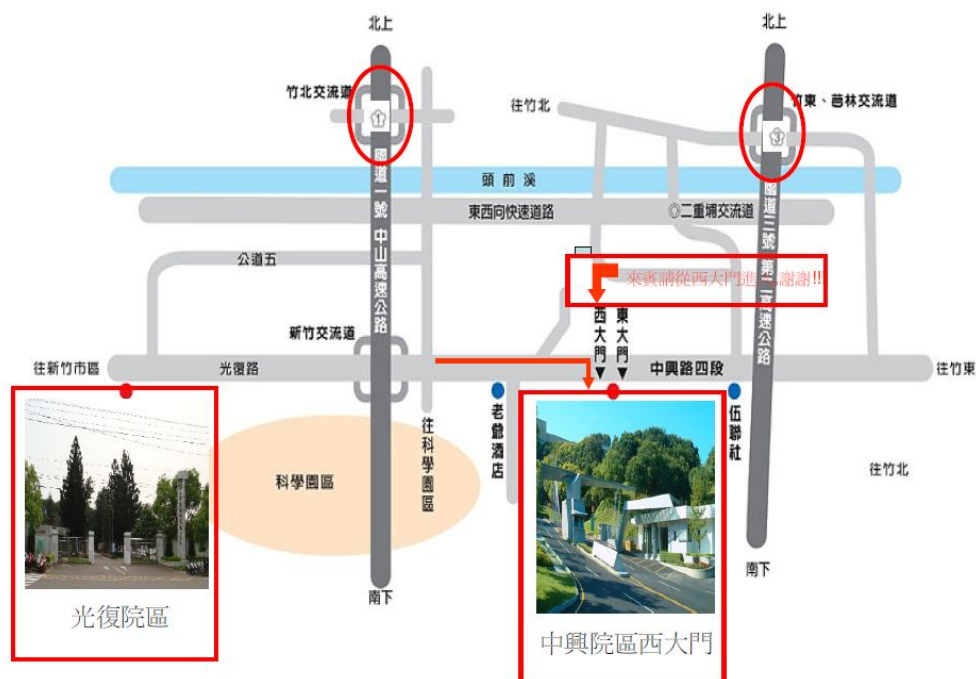 北上
北上
竹北交流道
1
往竹北
竹東、芎林交流道
3
頭前溪
東西向快速道路
◎二重埔交流道
國道一號 中山高速公路
國道三號 第二高速公路
公道五
來賓請從西大門進 謝謝!!
新竹交流道
西大門
東大門
往新竹市區
光復路
中興路四段
往竹東
老爺酒店
伍聯社
往科學園區
科學園區
往竹北
南下
南下
光復院區
中興院區西大門